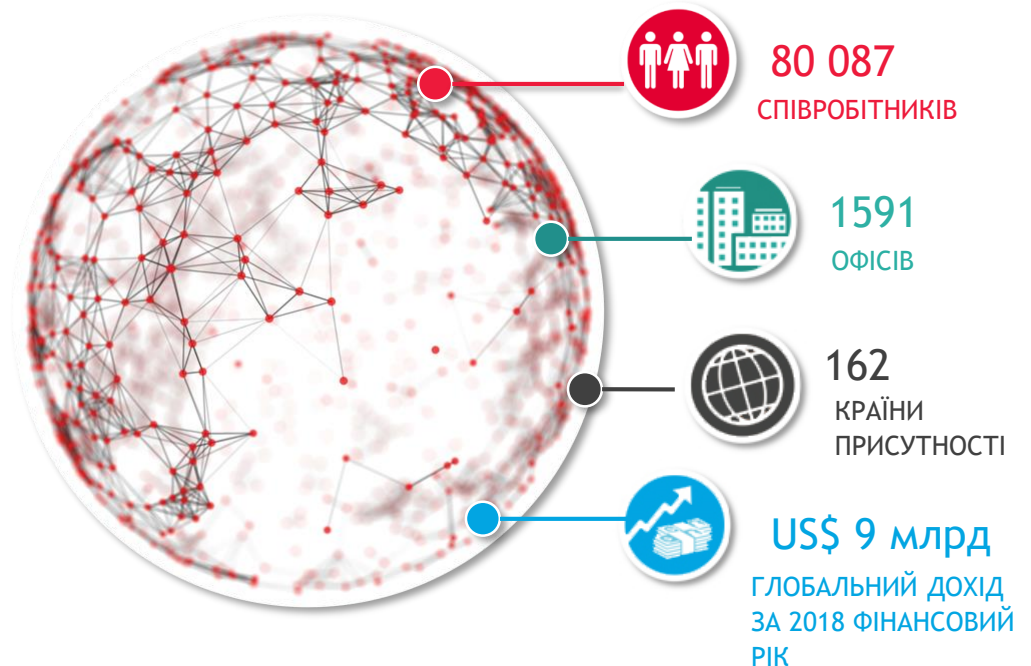 80 087
СПІВРОБІТНИКІВ
1591
ОФІСІВ
162
КРАЇНИ
ПРИСУТНОСТІ
US$ 9 млрд
ГЛОБАЛЬНИЙ ДОХІД
ЗА 2018 ФІНАНСОВИЙ
РІК